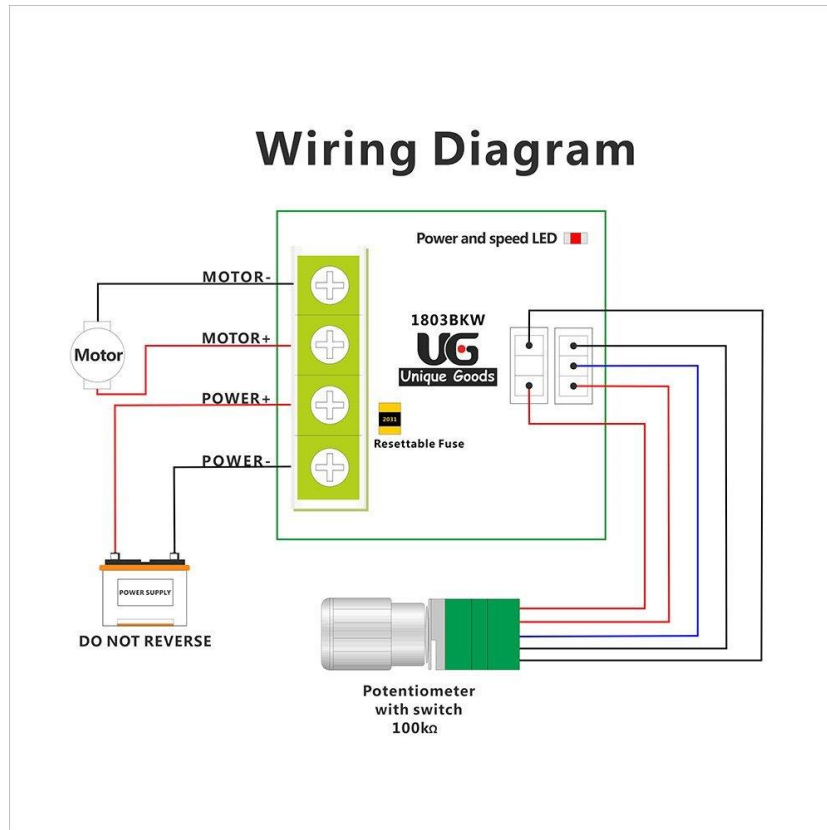 Wiring Diagram
Power and speed LED
MOTOR-
MOTOR+
POWER+
POWER-
Motor
1803BKW
UG
Unique Goods
2031
Resettable Fuse
POWER SUPPLY
DO NOT REVERSE
Potentiometer
with switch
100kΩ